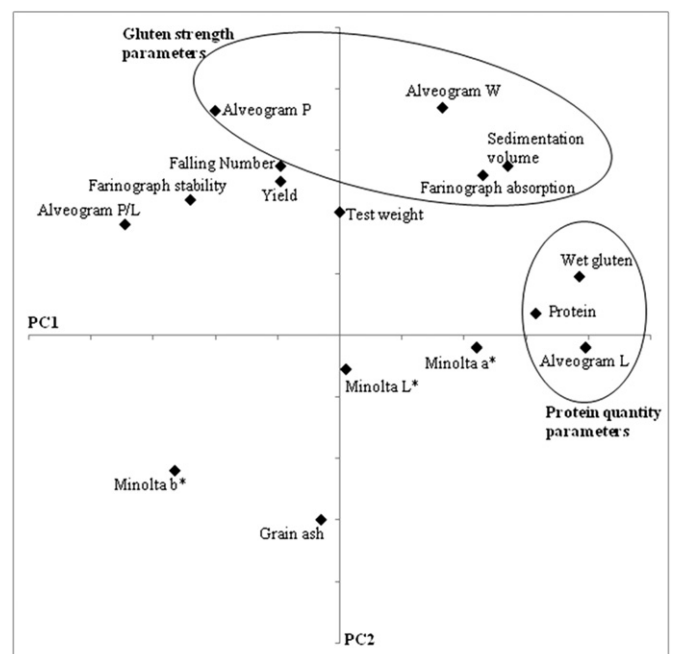 Gluten strength
parameters
Alveogram W
Alveogram P
Sedimentation
volume
Falling Number
Farinograph stability
Yield
Farinograph absorption
Alveogram P/L
Test weight
Wet gluten
Protein
PC1
Alveogram L
Minolta a*
Minolta L*
Protein quantity
parameters
Minolta b*
Grain ash
PC2